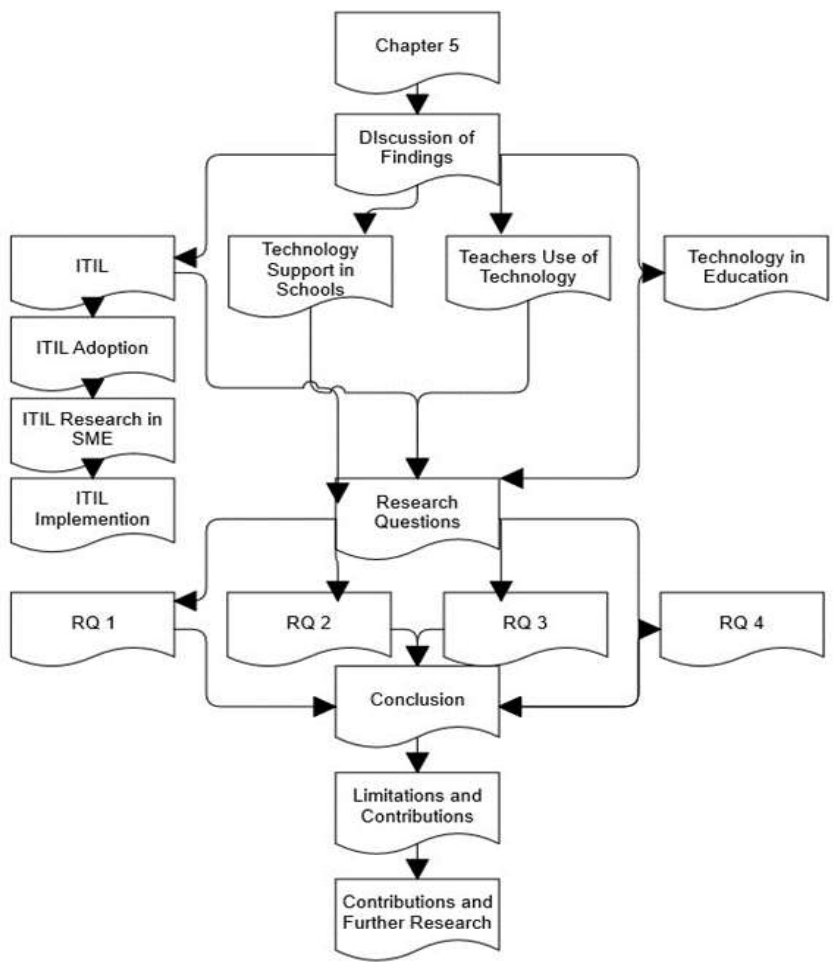 Chapter 5
DIscussion of
Findings
ITIL
Technology
Support in
Schools
Teachers Use of
Technology
Technology in
Education
ITIL Adoption
ITIL Research in
SME
ITIL
Implemention
Research
Questions
RQ 1
RQ 2
RQ 3
RQ 4
Conclusion
Limitations and
Contributions
Contributions and
Further Research